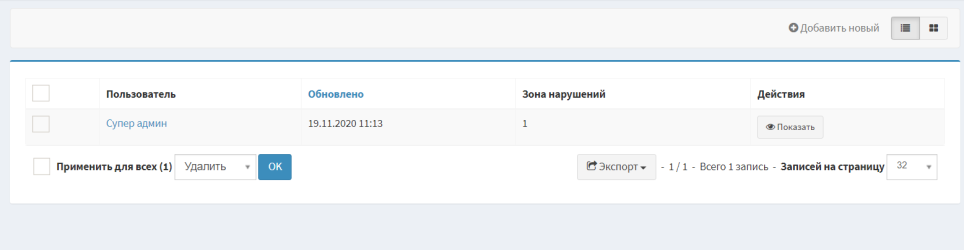 Добавить новый
Пользователь Обновлено Зона нарушений Действия
Супер админ 19.11.2020 11:13 1 Показать
Применить для всех (1) Удалить OK Экспорт - 1 / 1 - Всего 1 запись - Записей на страницу 32